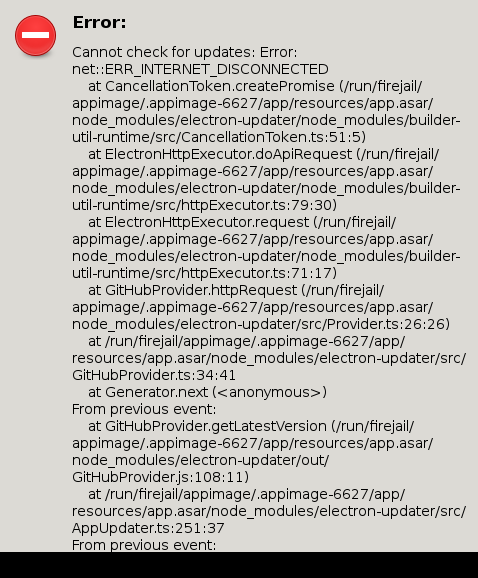 Error:
Cannot check for updates: Error:
net::ERR_INTERNET_DISCONNECTED
at CancellationToken.createPromise (/run/firejail/
appimage/.appimage-6627/app/resources/app.asar/
node_modules/electron-updater/node_modules/builder-
util-runtime/src/CancellationToken.ts:51:5)
at ElectronHttpExecutor.doApiRequest (/run/firejail/
appimage/.appimage-6627/app/resources/app.asar/
node_modules/electron-updater/node_modules/builder-
util-runtime/src/httpExecutor.ts:79:30)
at ElectronHttpExecutor.request (/run/firejail/
appimage/.appimage-6627/app/resources/app.asar/
node_modules/electron-updater/node_modules/builder-
util-runtime/src/httpExecutor.ts:71:17)
at GitHubProvider.httpRequest (/run/firejail/
appimage/.appimage-6627/app/resources/app.asar/
node_modules/electron-updater/src/Provider.ts:26:26)
at /run/firejail/appimage/.appimage-6627/app/
resources/app.asar/node_modules/electron-updater/src/
GitHubProvider.ts:34:41
at Generator.next (<anonymous>)
From previous event:
at GitHubProvider.getLatestVersion (/run/firejail/
appimage/.appimage-6627/app/resources/app.asar/
node_modules/electron-updater/out/
GitHubProvider.js:108:11)
at /run/firejail/appimage/.appimage-6627/app/
resources/app.asar/node_modules/electron-updater/src/
AppUpdater.ts:251:37
From previous event: